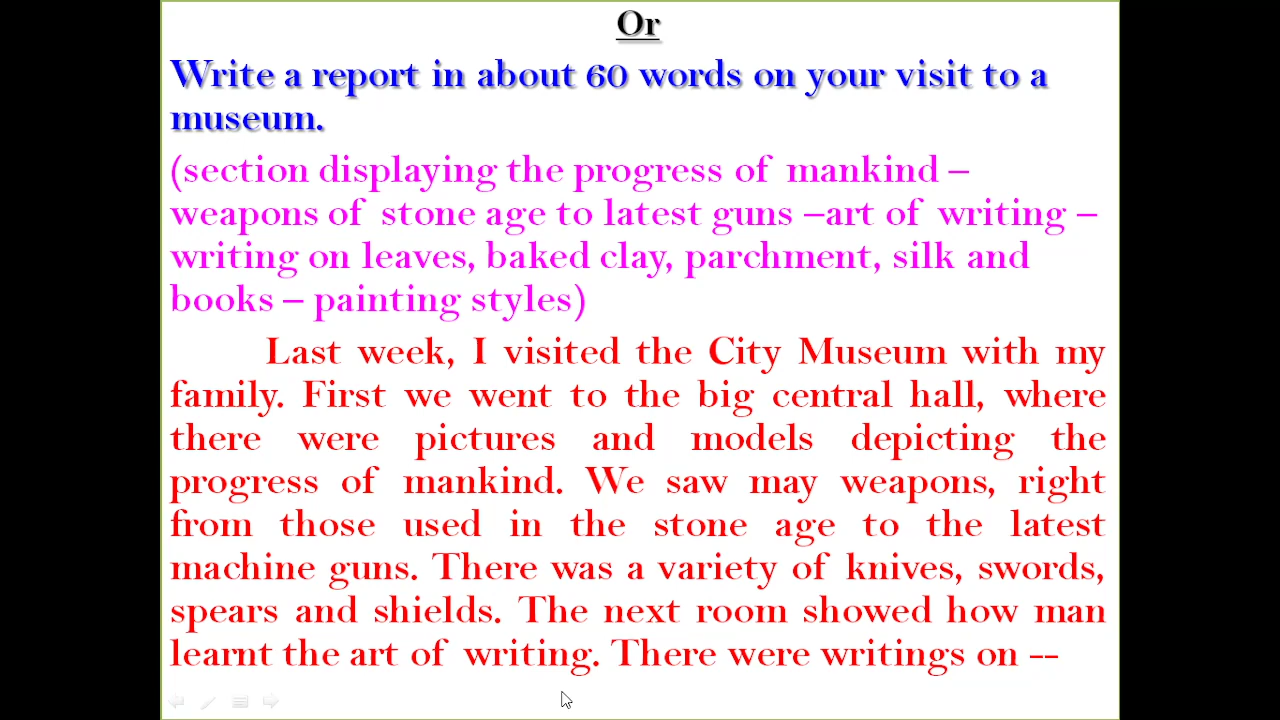 Or
Write a report in about 60 words on your visit to a
museum.
(section displaying the progress of mankind –
weapons of stone age to latest guns –art of writing –
writing on leaves, baked clay, parchment, silk and
books – painting styles)
Last week, I visited the City Museum with my
family. First we went to the big central hall, where
there were pictures and models depicting the
progress of mankind. We saw may weapons, right
from those used in the stone age to the latest
machine guns. There was a variety of knives, swords,
spears and shields. The next room showed how man
learnt the art of writing. There were writings on --